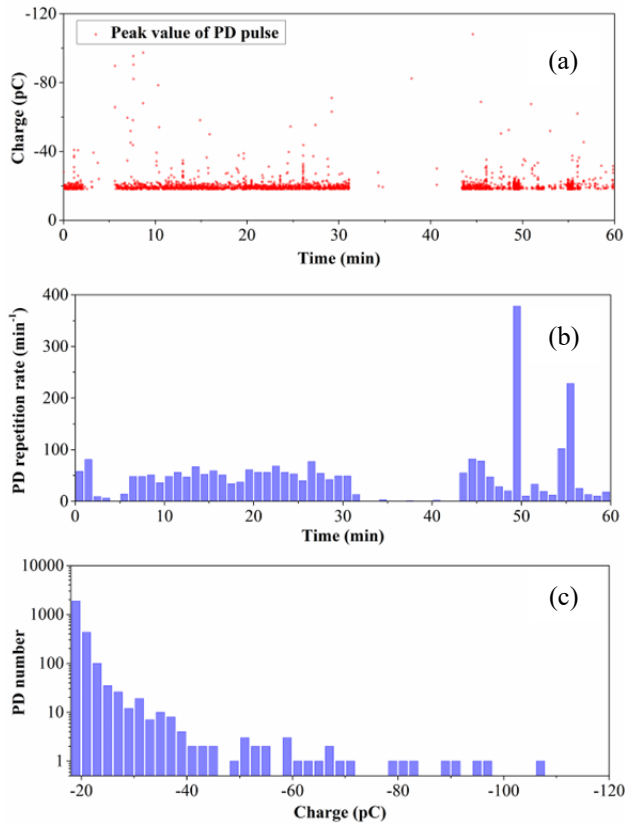 -120
Peak value of PD pulse
(a)
-80
-40
0
Charge (pC)
0 10 20 30 40 50 60
Time (min)
400
(b)
300
200
100
0
PD repetition rate (min⁻¹)
0 10 20 30 40 50 60
Time (min)
10000
(c)
1000
100
10
1
PD number
-20 -40 -60 -80 -100 -120
Charge (pC)